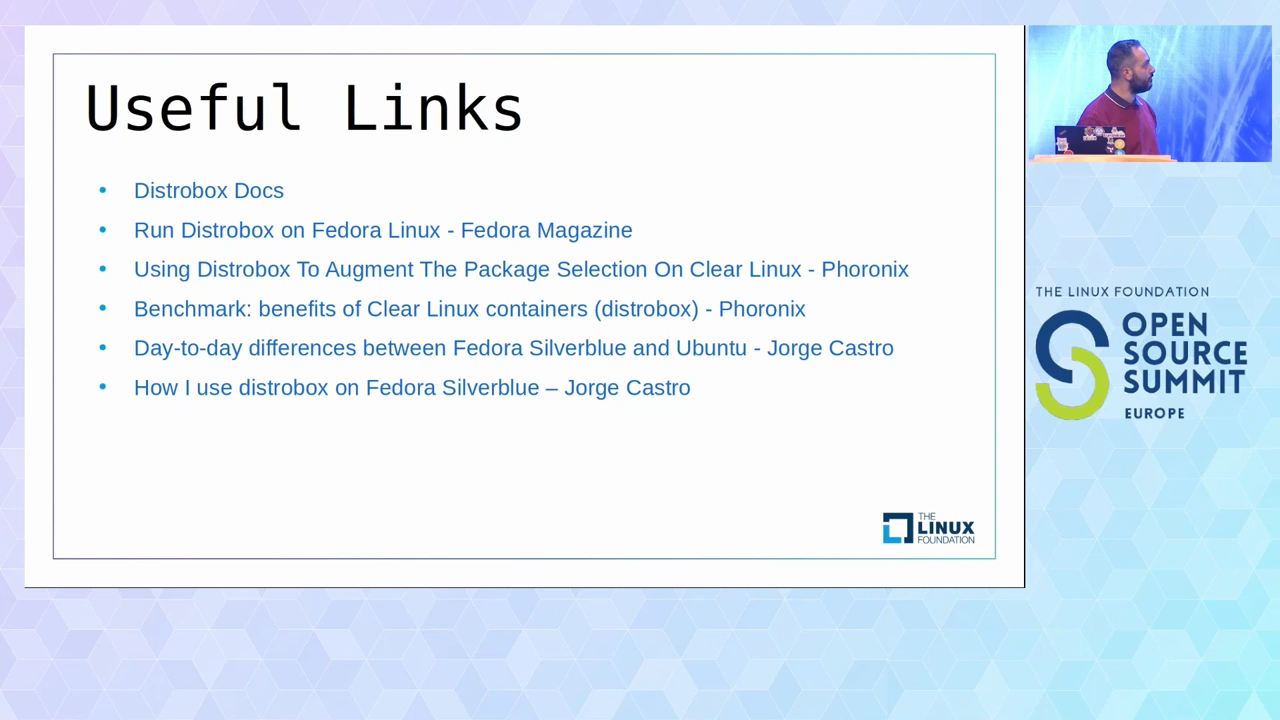 Useful Links
• Distrobox Docs
• Run Distrobox on Fedora Linux - Fedora Magazine
• Using Distrobox To Augment The Package Selection On Clear Linux - Phoronix
• Benchmark: benefits of Clear Linux containers (distrobox) - Phoronix
• Day-to-day differences between Fedora Silverblue and Ubuntu - Jorge Castro
• How I use distrobox on Fedora Silverblue – Jorge Castro
THE
LINUX
FOUNDATION
THE LINUX FOUNDATION
OPEN
SOURCE
SUMMIT
EUROPE